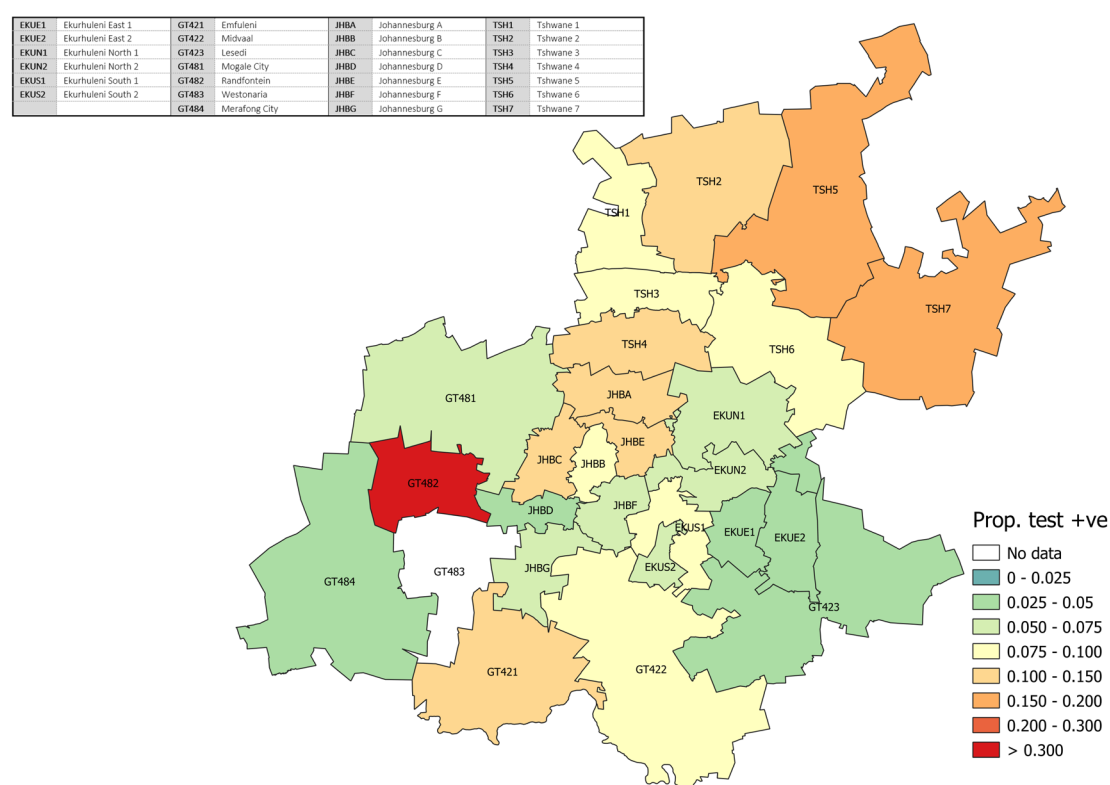 EKUE1 Ekurhuleni East 1 GT421 Emfuleni JHBA Johannesburg A TSH1 Tshwane 1
EKUE2 Ekurhuleni East 2 GT422 Midvaal JHBB Johannesburg B TSH2 Tshwane 2
EKUN1 Ekurhuleni North 1 GT423 Lesedi JHBC Johannesburg C TSH3 Tshwane 3
EKUN2 Ekurhuleni North 2 GT481 Mogale City JHBD Johannesburg D TSH4 Tshwane 4
EKUS1 Ekurhuleni South 1 GT482 Randfontein JHBE Johannesburg E TSH5 Tshwane 5
EKUS2 Ekurhuleni South 2 GT483 Westonaria JHBF Johannesburg F TSH6 Tshwane 6
GT484 Merafong City JHBG Johannesburg G TSH7 Tshwane 7
TSH2
TSH5
TSH1
TSH3
TSH7
TSH4
TSH6
GT481
JHBA
EKUN1
JHBE
JHBC
JHBB
EKUN2
GT482
JHBF
JHBD
EKUS1
EKUE1
EKUE2
GT483
JHBG
EKUS2
GT484
GT423
GT421
GT422
Prop. test +ve
No data
0 - 0.025
0.025 - 0.05
0.050 - 0.075
0.075 - 0.100
0.100 - 0.150
0.150 - 0.200
0.200 - 0.300
> 0.300